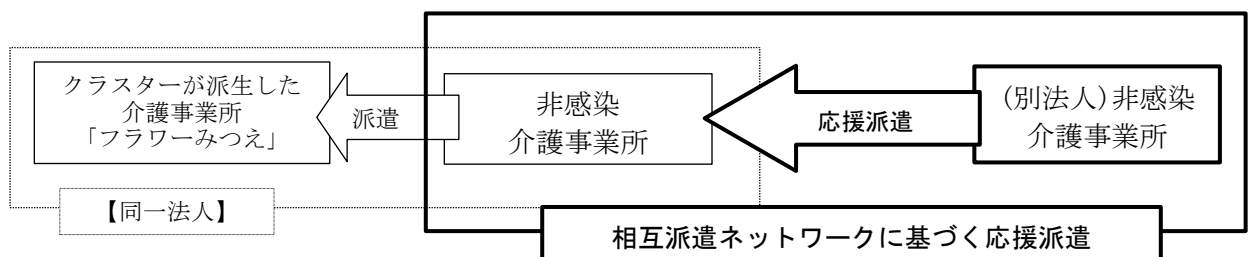 クラスターが派生した
介護事業所
「フラワーみつえ」
派遣
非感染
介護事業所
応援派遣
(別法人)非感染
介護事業所
【同一法人】
相互派遣ネットワークに基づく応援派遣